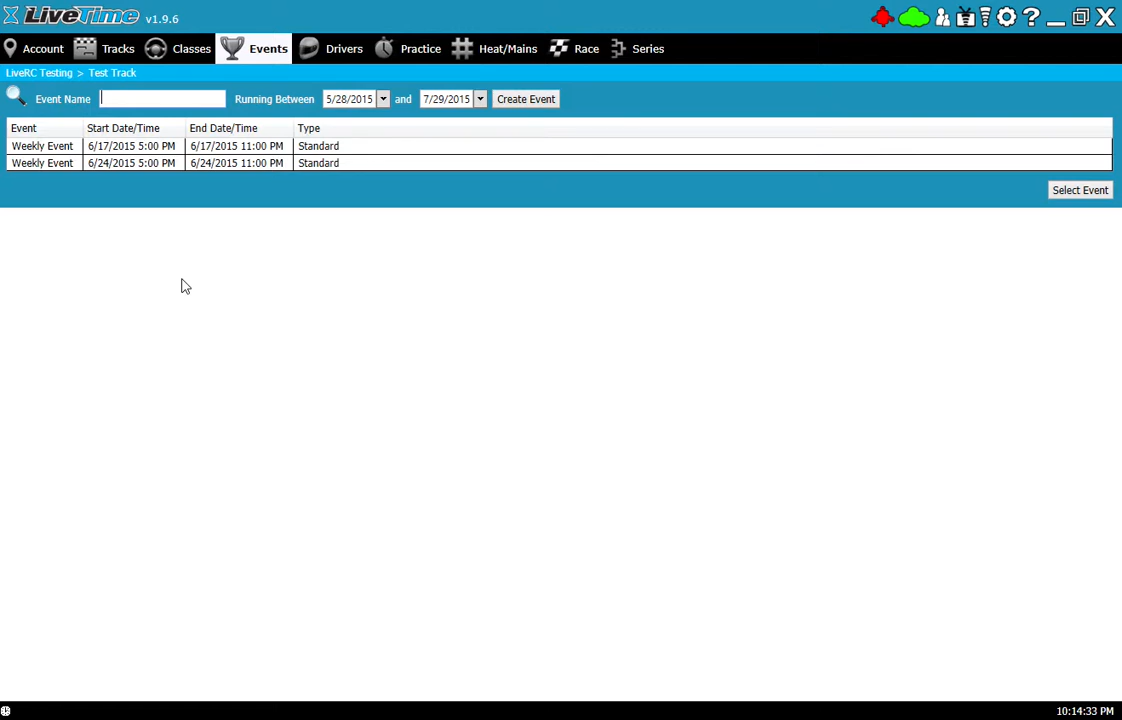 LiveTime v1.9.6
Account Tracks Classes Events Drivers Practice Heat/Mains Race Series
LiveRC Testing > Test Track
Event Name Running Between 5/28/2015 and 7/29/2015 Create Event
Event Start Date/Time End Date/Time Type
Weekly Event 6/17/2015 5:00 PM 6/17/2015 11:00 PM Standard
Weekly Event 6/24/2015 5:00 PM 6/24/2015 11:00 PM Standard
Select Event
10:14:33 PM